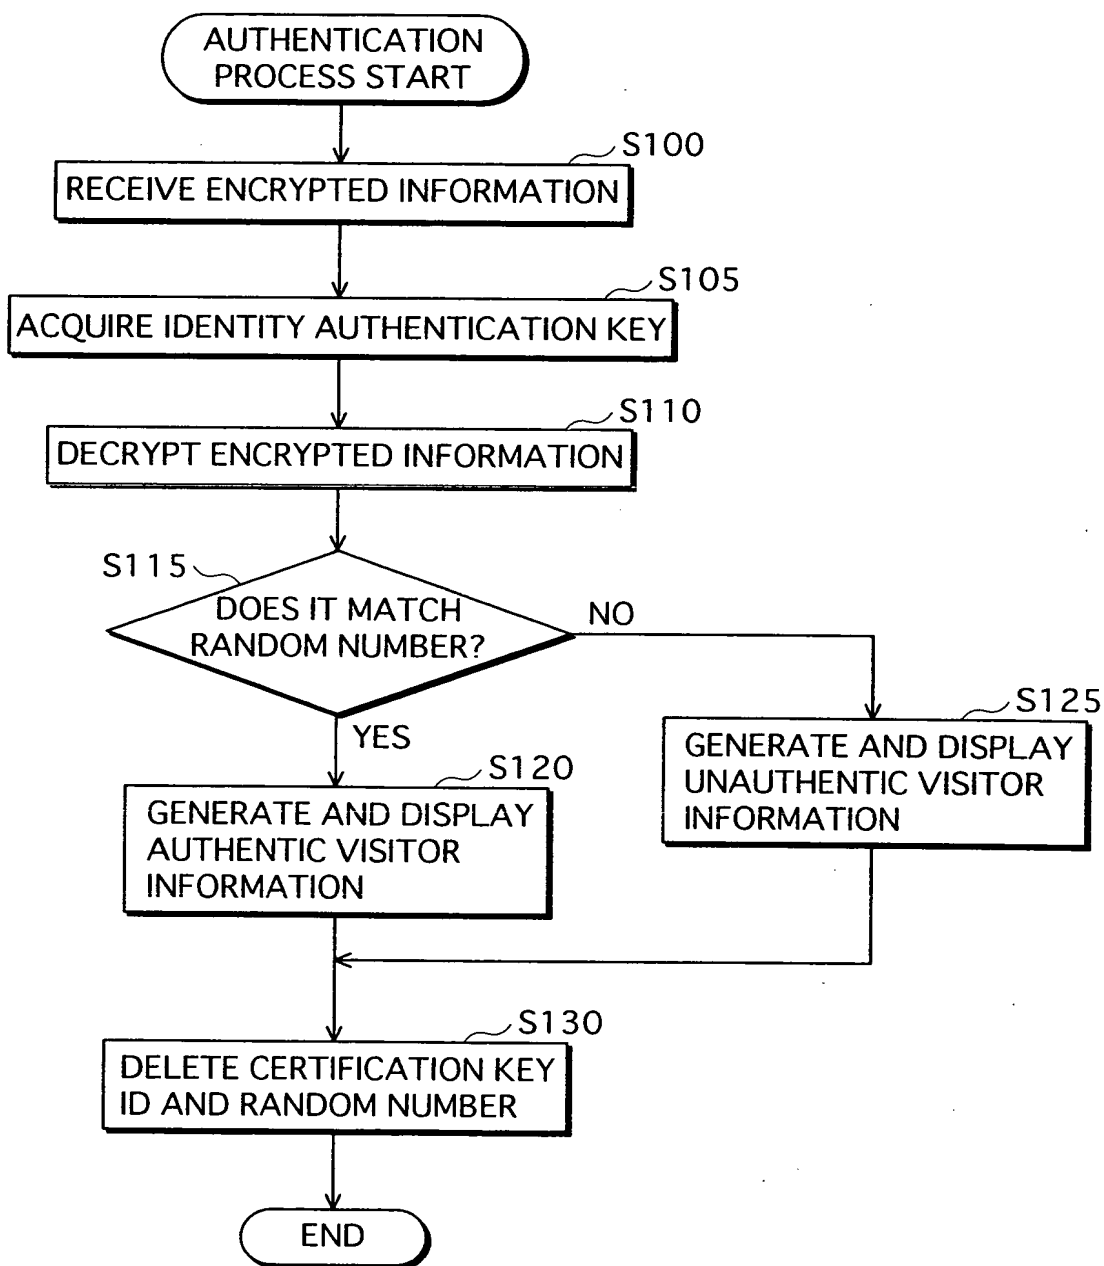 AUTHENTICATION
PROCESS START
S100
RECEIVE ENCRYPTED INFORMATION
S105
ACQUIRE IDENTITY AUTHENTICATION KEY
S110
DECRYPT ENCRYPTED INFORMATION
S115
DOES IT MATCH
RANDOM NUMBER?
NO
YES
S120
GENERATE AND DISPLAY
AUTHENTIC VISITOR
INFORMATION
S125
GENERATE AND DISPLAY
UNAUTHENTIC VISITOR
INFORMATION
S130
DELETE CERTIFICATION KEY
ID AND RANDOM NUMBER
END